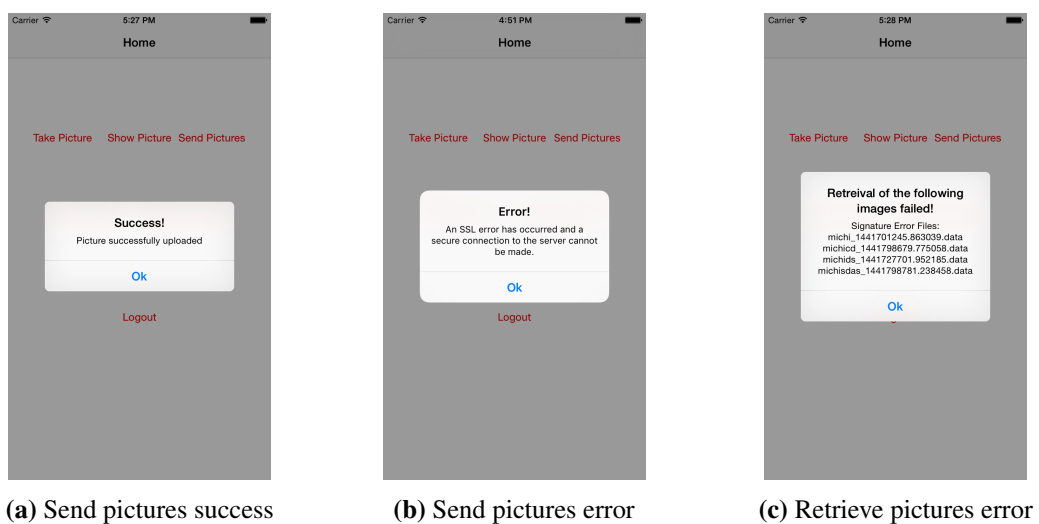 Carrier 5:27 PM
Home
Take Picture Show Picture Send Pictures
Success!
Picture successfully uploaded
Ok
Logout
(a) Send pictures success
Carrier 4:51 PM
Home
Take Picture Show Picture Send Pictures
Error!
An SSL error has occurred and a
secure connection to the server cannot
be made.
Ok
Logout
(b) Send pictures error
Carrier 5:28 PM
Home
Take Picture Show Picture Send Pictures
Retreival of the following
images failed!
Signature Error Files:
michi_1441701245.863039.data
michicd_1441798679.775058.data
michids_1441727701.952185.data
michisdas_1441798781.238458.data
Ok
(c) Retrieve pictures error